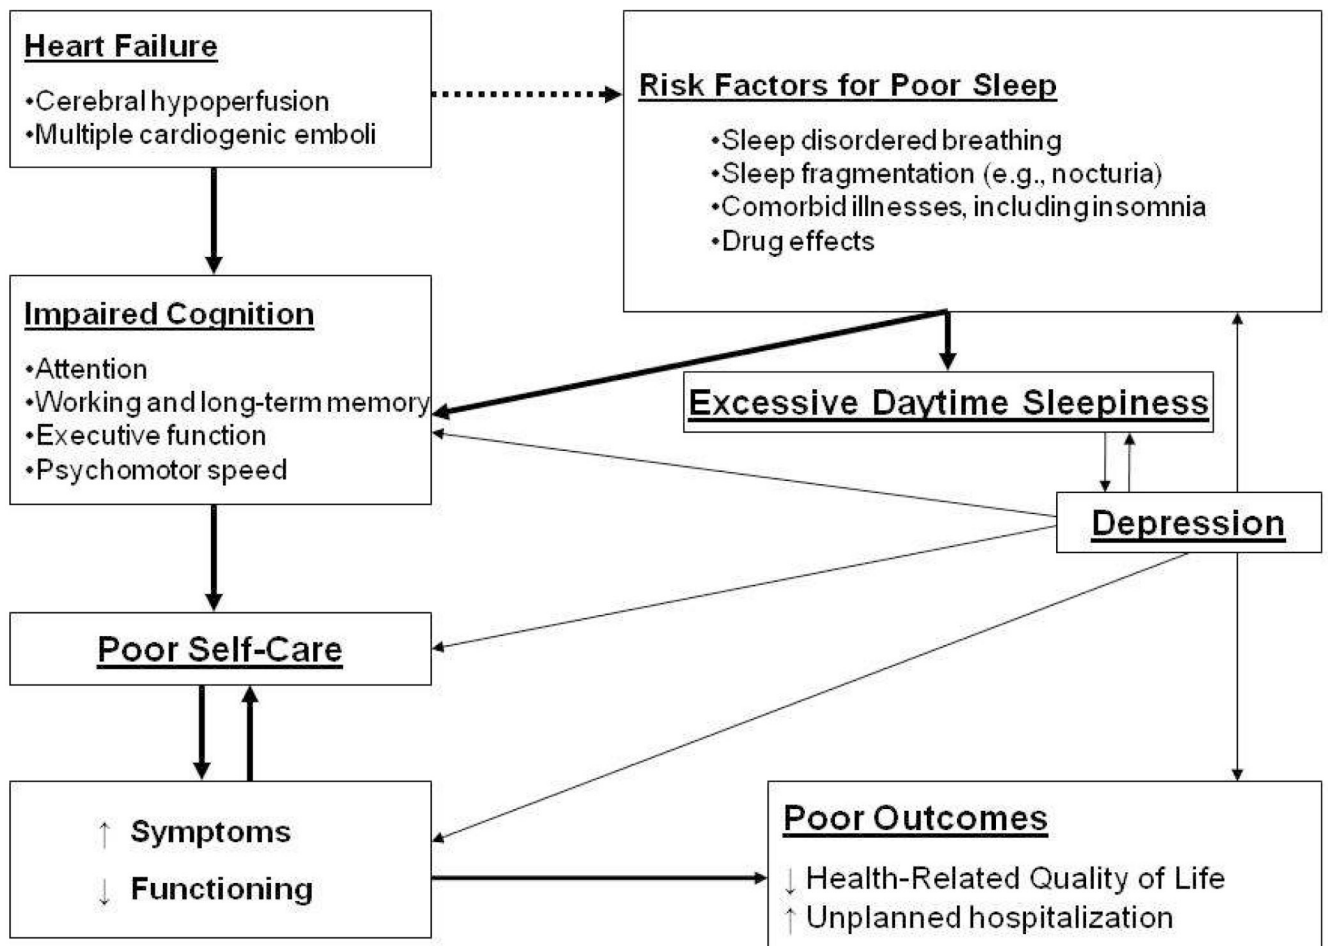 Heart Failure
•Cerebral hypoperfusion
•Multiple cardiogenic emboli
Risk Factors for Poor Sleep
•Sleep disordered breathing
•Sleep fragmentation (e.g., nocturia)
•Comorbid illnesses, including insomnia
•Drug effects
Impaired Cognition
•Attention
•Working and long-term memory
•Executive function
•Psychomotor speed
Excessive Daytime Sleepiness
Depression
Poor Self-Care
↑ Symptoms
↓ Functioning
Poor Outcomes
↓ Health-Related Quality of Life
↑ Unplanned hospitalization